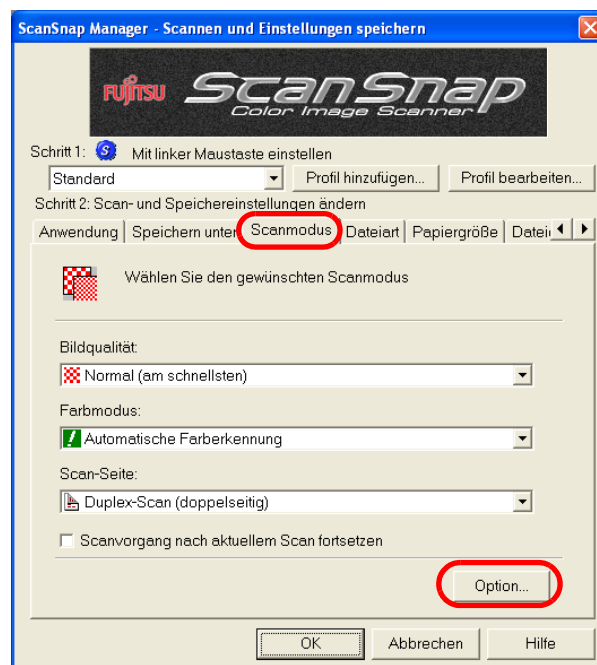 ScanSnap Manager - Scannen und Einstellungen speichern
FUJITSU ScanSnap
Color Image Scanner
Schritt 1: S Mit linker Maustaste einstellen
Standard Profil hinzufügen... Profil bearbeiten...
Schritt 2: Scan- und Speichereinstellungen ändern
Anwendung Speichern unter Scanmodus Dateiart Papiergröße Datei
Wählen Sie den gewünschten Scanmodus
Bildqualität:
Normal (am schnellsten)
Farbmodus:
Automatische Farberkennung
Scan-Seite:
Duplex-Scan (doppelseitig)
Scanvorgang nach aktuellem Scan fortsetzen
Option...
OK Abbrechen Hilfe